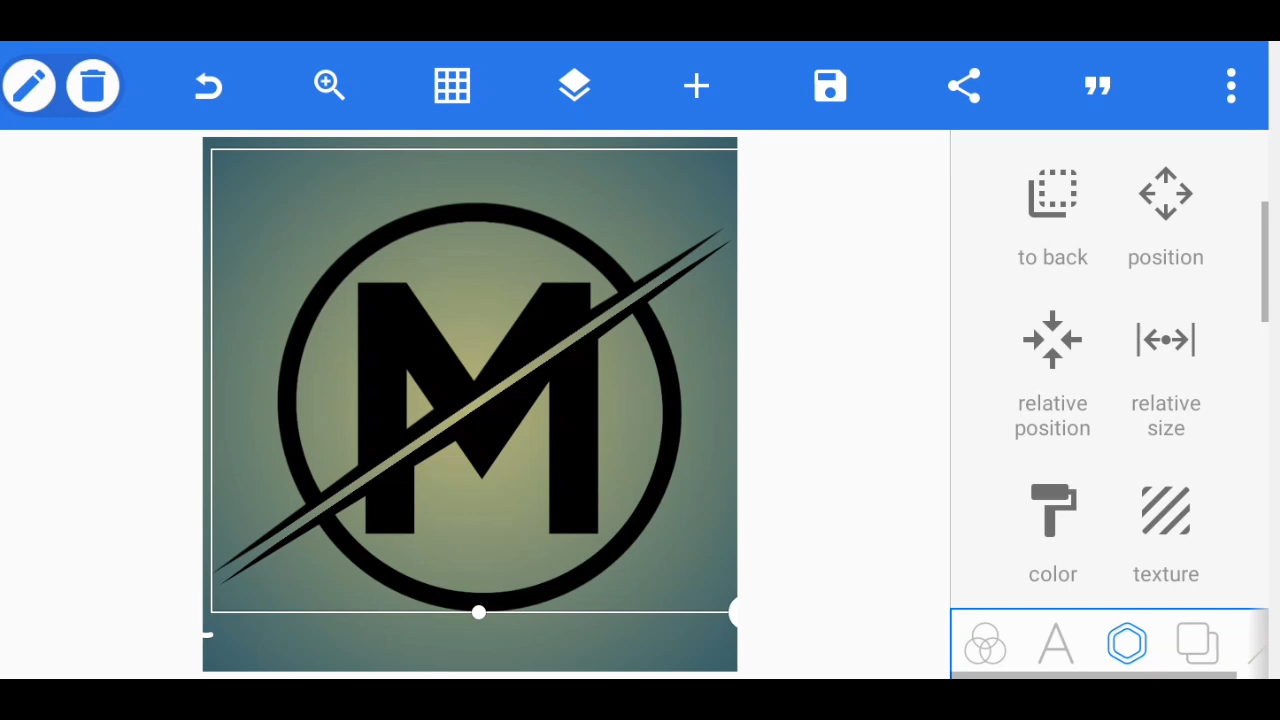 M
to back
position
relative
position
relative
size
color
texture